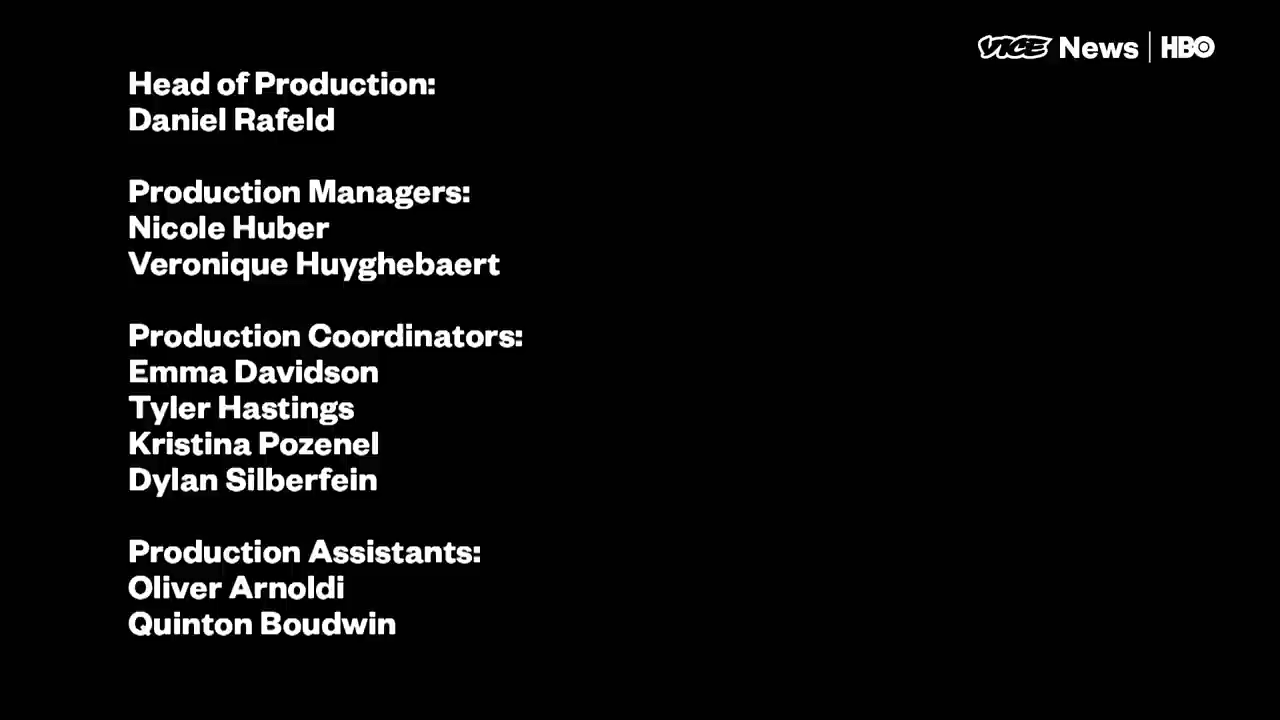 VICE News | HBO
Head of Production:
Daniel Rafeld
Production Managers:
Nicole Huber
Veronique Huyghebaert
Production Coordinators:
Emma Davidson
Tyler Hastings
Kristina Pozenel
Dylan Silberfein
Production Assistants:
Oliver Arnoldi
Quinton Boudwin